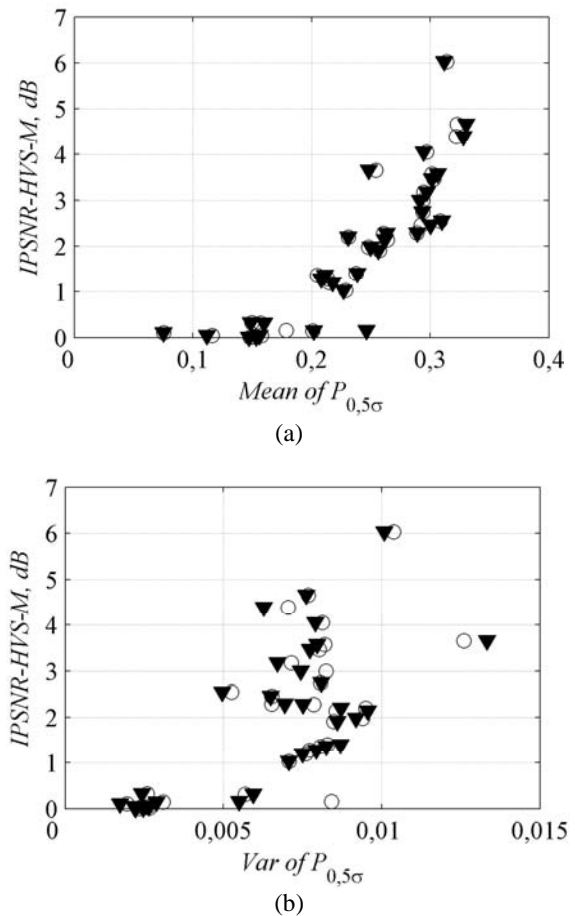 7
6
5
4
3
2
1
0
IPSNR-HVS-M, dB
0 0,1 0,2 0,3 0,4
Mean of P0,5σ
(a)
7
6
5
4
3
2
1
0
IPSNR-HVS-M, dB
0 0,005 0,01 0,015
Var of P0,5σ
(b)